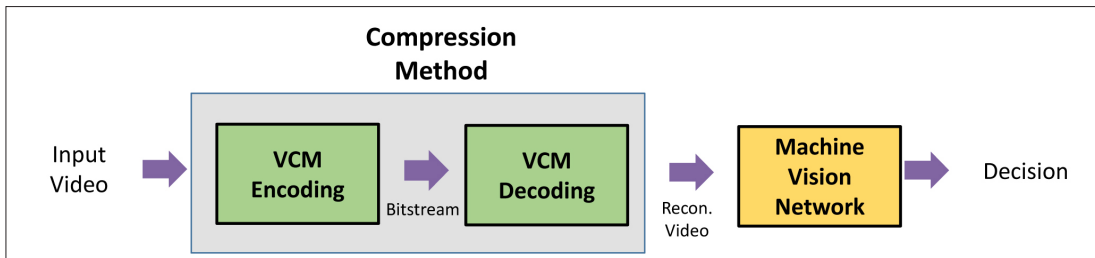 Compression
Method
Input
Video
VCM
Encoding
Bitstream
VCM
Decoding
Recon.
Video
Machine
Vision
Network
Decision